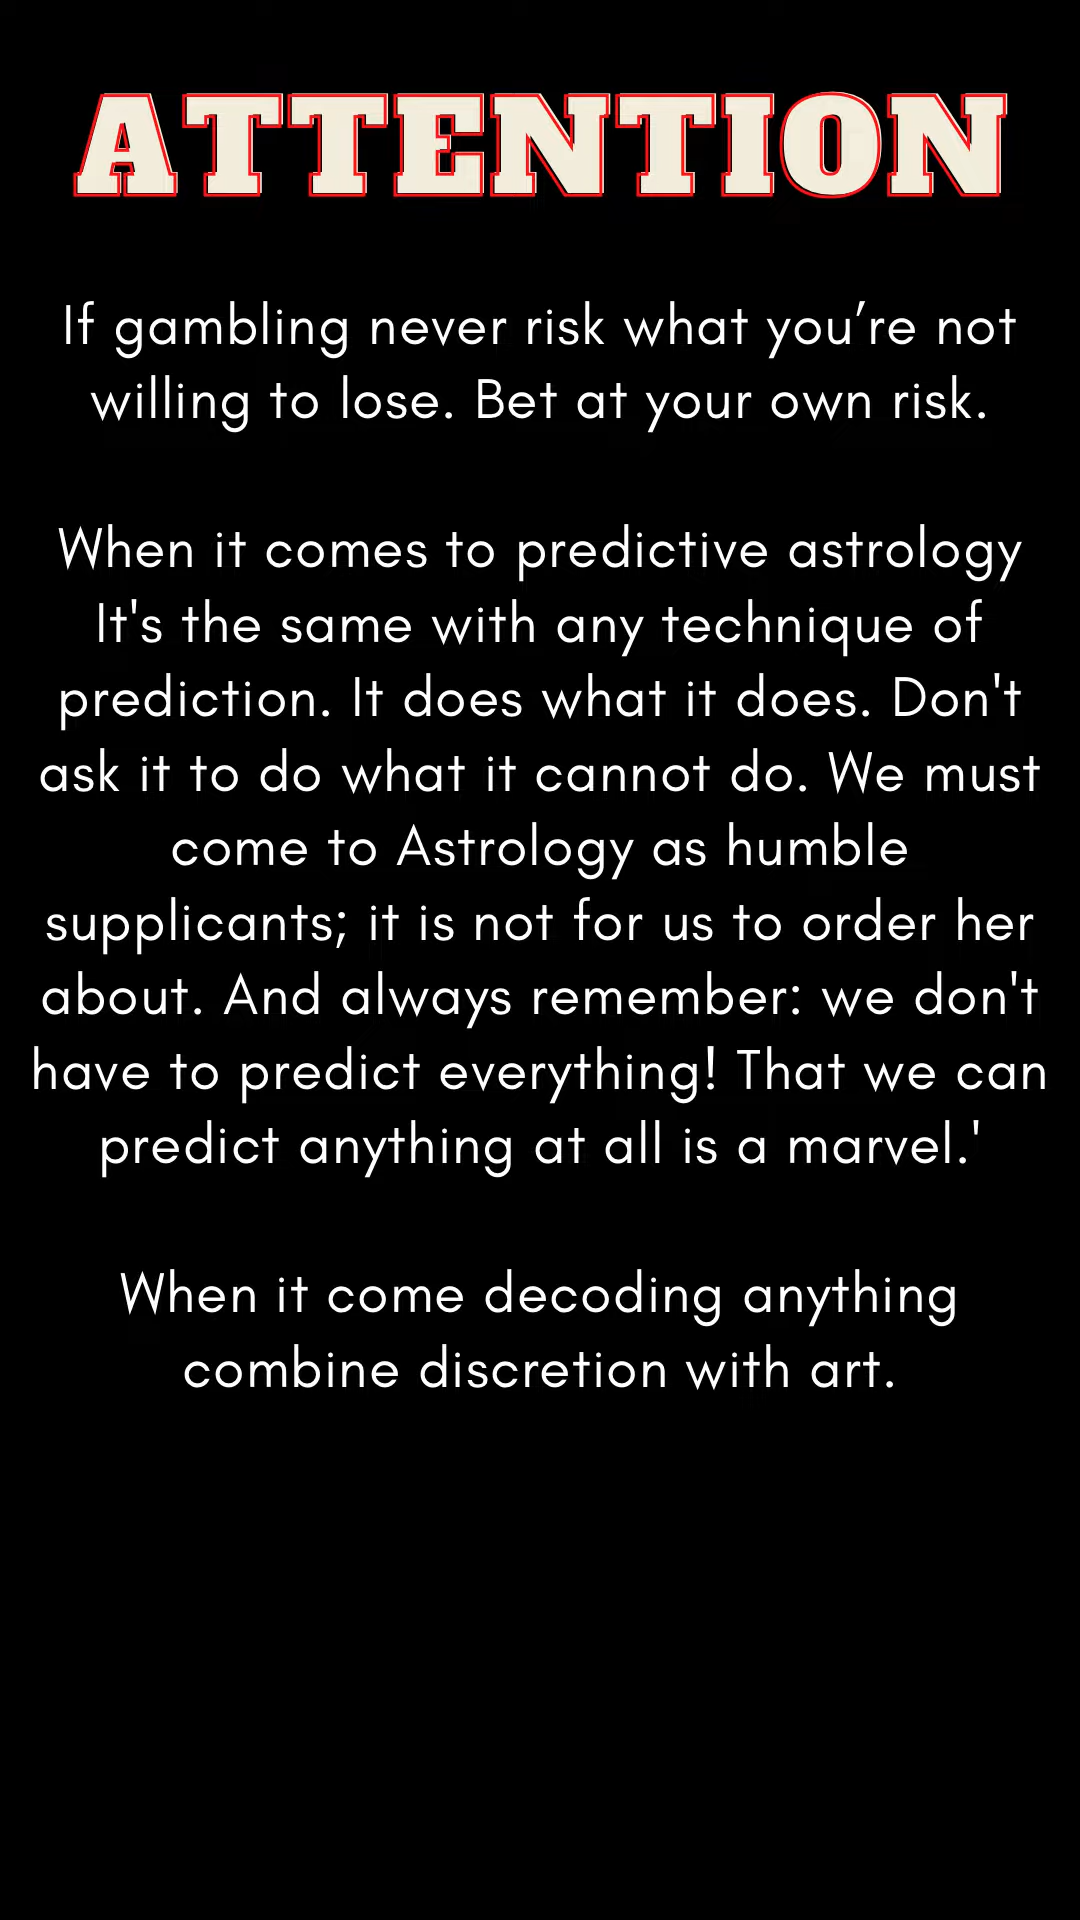 ATTENTION
If gambling never risk what you’re not
willing to lose. Bet at your own risk.
When it comes to predictive astrology
It's the same with any technique of
prediction. It does what it does. Don't
ask it to do what it cannot do. We must
come to Astrology as humble
supplicants; it is not for us to order her
about. And always remember: we don't
have to predict everything! That we can
predict anything at all is a marvel.'
When it come decoding anything
combine discretion with art.